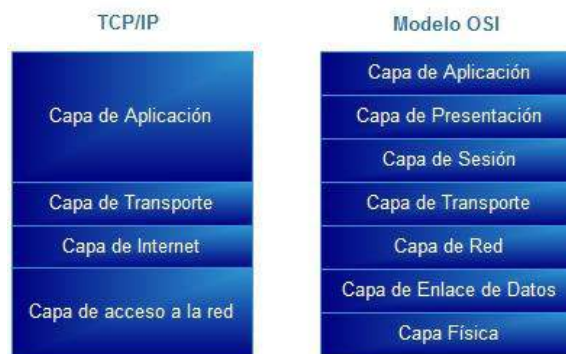 TCP/IP
Capa de Aplicación
Capa de Transporte
Capa de Internet
Capa de acceso a la red
Modelo OSI
Capa de Aplicación
Capa de Presentación
Capa de Sesión
Capa de Transporte
Capa de Red
Capa de Enlace de Datos
Capa Física